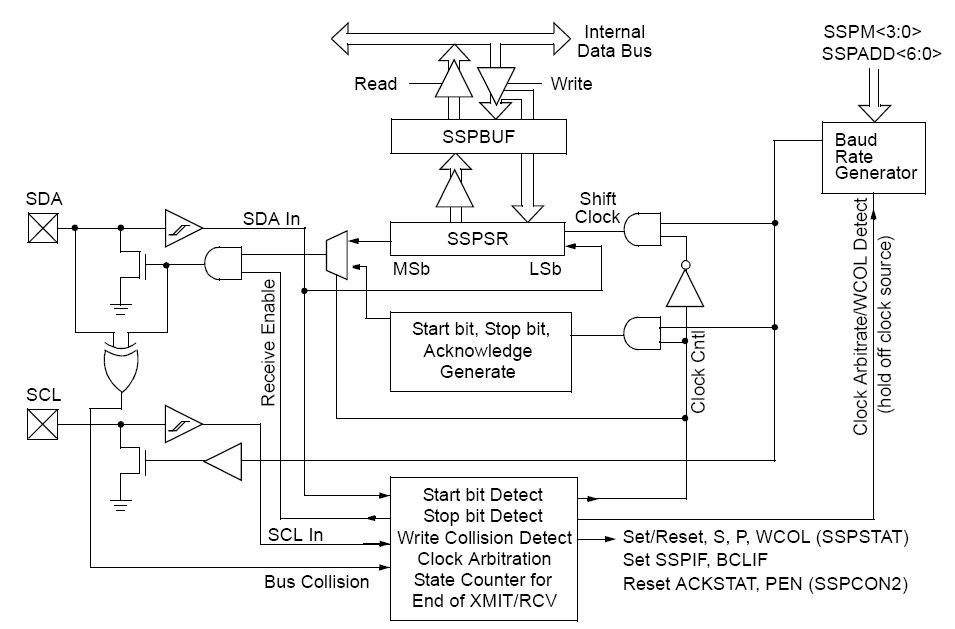 Internal
Data Bus
SSPM<3:0>
SSPADD<6:0>
Read
Write
SSPBUF
Baud
Rate
Generator
SDA
SDA In
Shift
Clock
SSPSR
MSb
LSb
Receive Enable
Start bit, Stop bit,
Acknowledge
Generate
Clock Cntl
Clock Arbitrate/WCOL Detect
(hold off clock source)
SCL
SCL In
Bus Collision
Start bit Detect
Stop bit Detect
Write Collision Detect
Clock Arbitration
State Counter for
End of XMIT/RCV
Set/Reset, S, P, WCOL (SSPSTAT)
Set SSPIF, BCLIF
Reset ACKSTAT, PEN (SSPCON2)